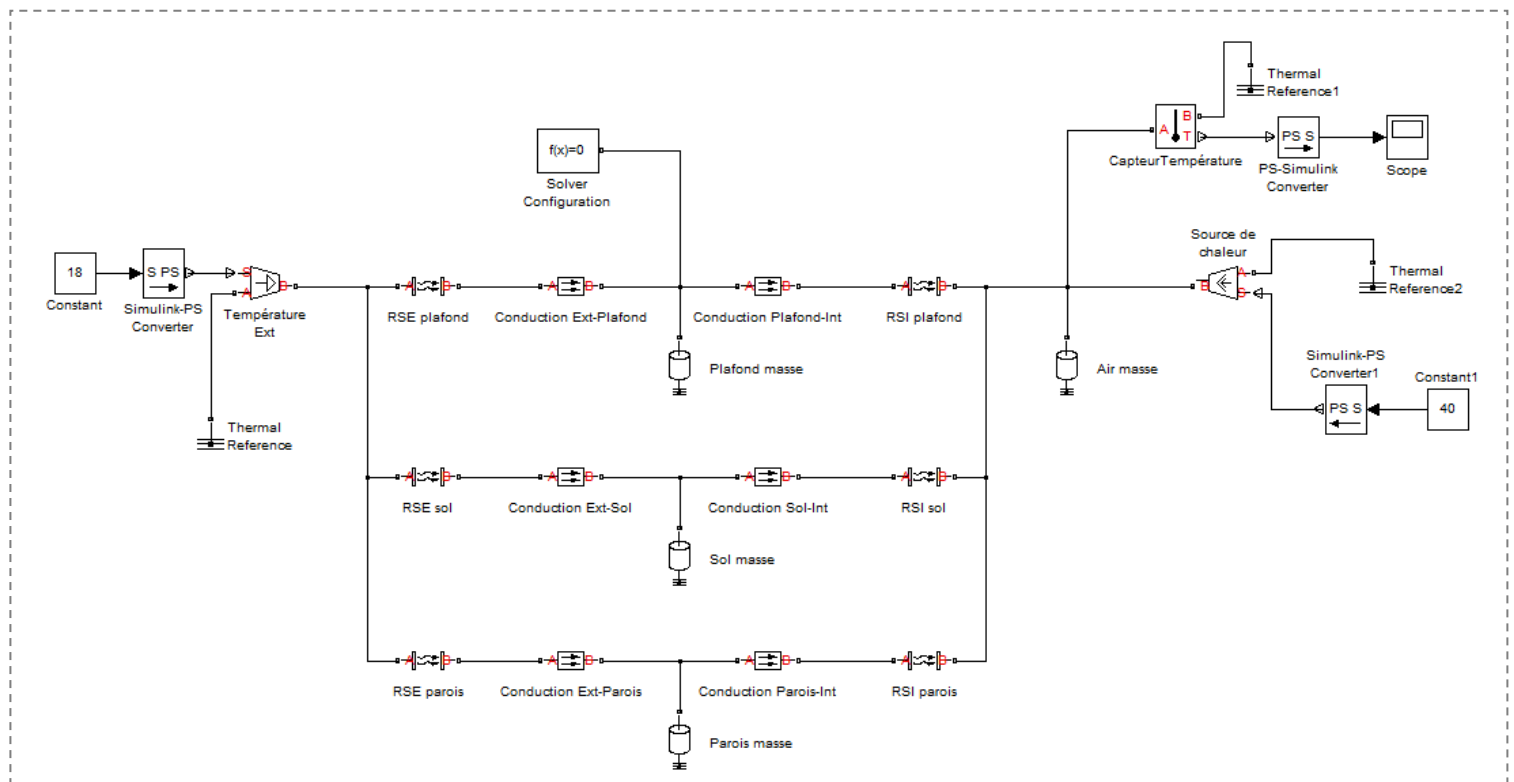 Thermal
Reference1
B
A
T
PS S
CapteurTempérature
PS-Simulink
Converter
Scope
f(x)=0
Solver
Configuration
Source de
chaleur
A
B
S
Thermal
Reference2
18
Constant
S PS
Simulink-PS
Converter
S
A
B
Température
Ext
A B
RSE plafond
A B
Conduction Ext-Plafond
A B
Conduction Plafond-Int
A B
RSI plafond
Plafond masse
Air masse
Simulink-PS
Converter1
PS S
Constant1
40
Thermal
Reference
A B
RSE sol
A B
Conduction Ext-Sol
A B
Conduction Sol-Int
A B
RSI sol
Sol masse
A B
RSE parois
A B
Conduction Ext-Parois
A B
Conduction Parois-Int
A B
RSI parois
Parois masse